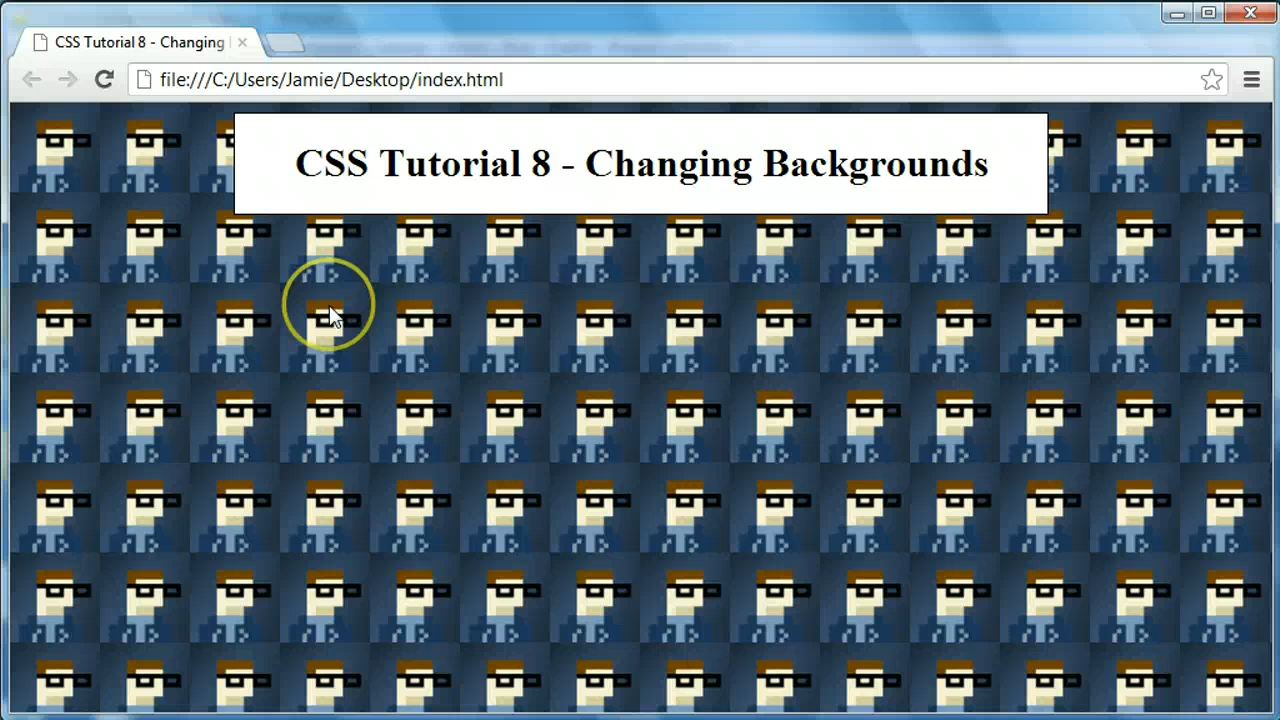 CSS Tutorial 8 - Changing
file:///C:/Users/Jamie/Desktop/index.html
CSS Tutorial 8 - Changing Backgrounds